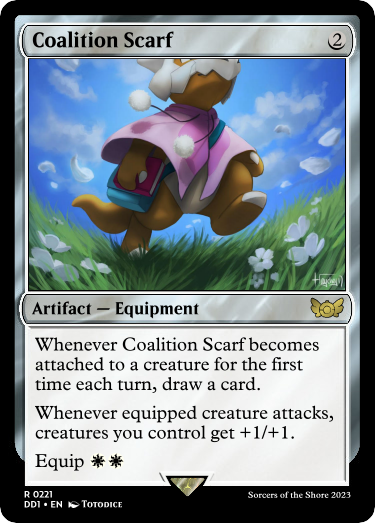 Coalition Scarf 2
Artifact — Equipment
Whenever Coalition Scarf becomes
attached to a creature for the first
time each turn, draw a card.
Whenever equipped creature attacks,
creatures you control get +1/+1.
Equip
R 0221
DD1 • EN TOTODICE
Sorcers of the Shore 2023